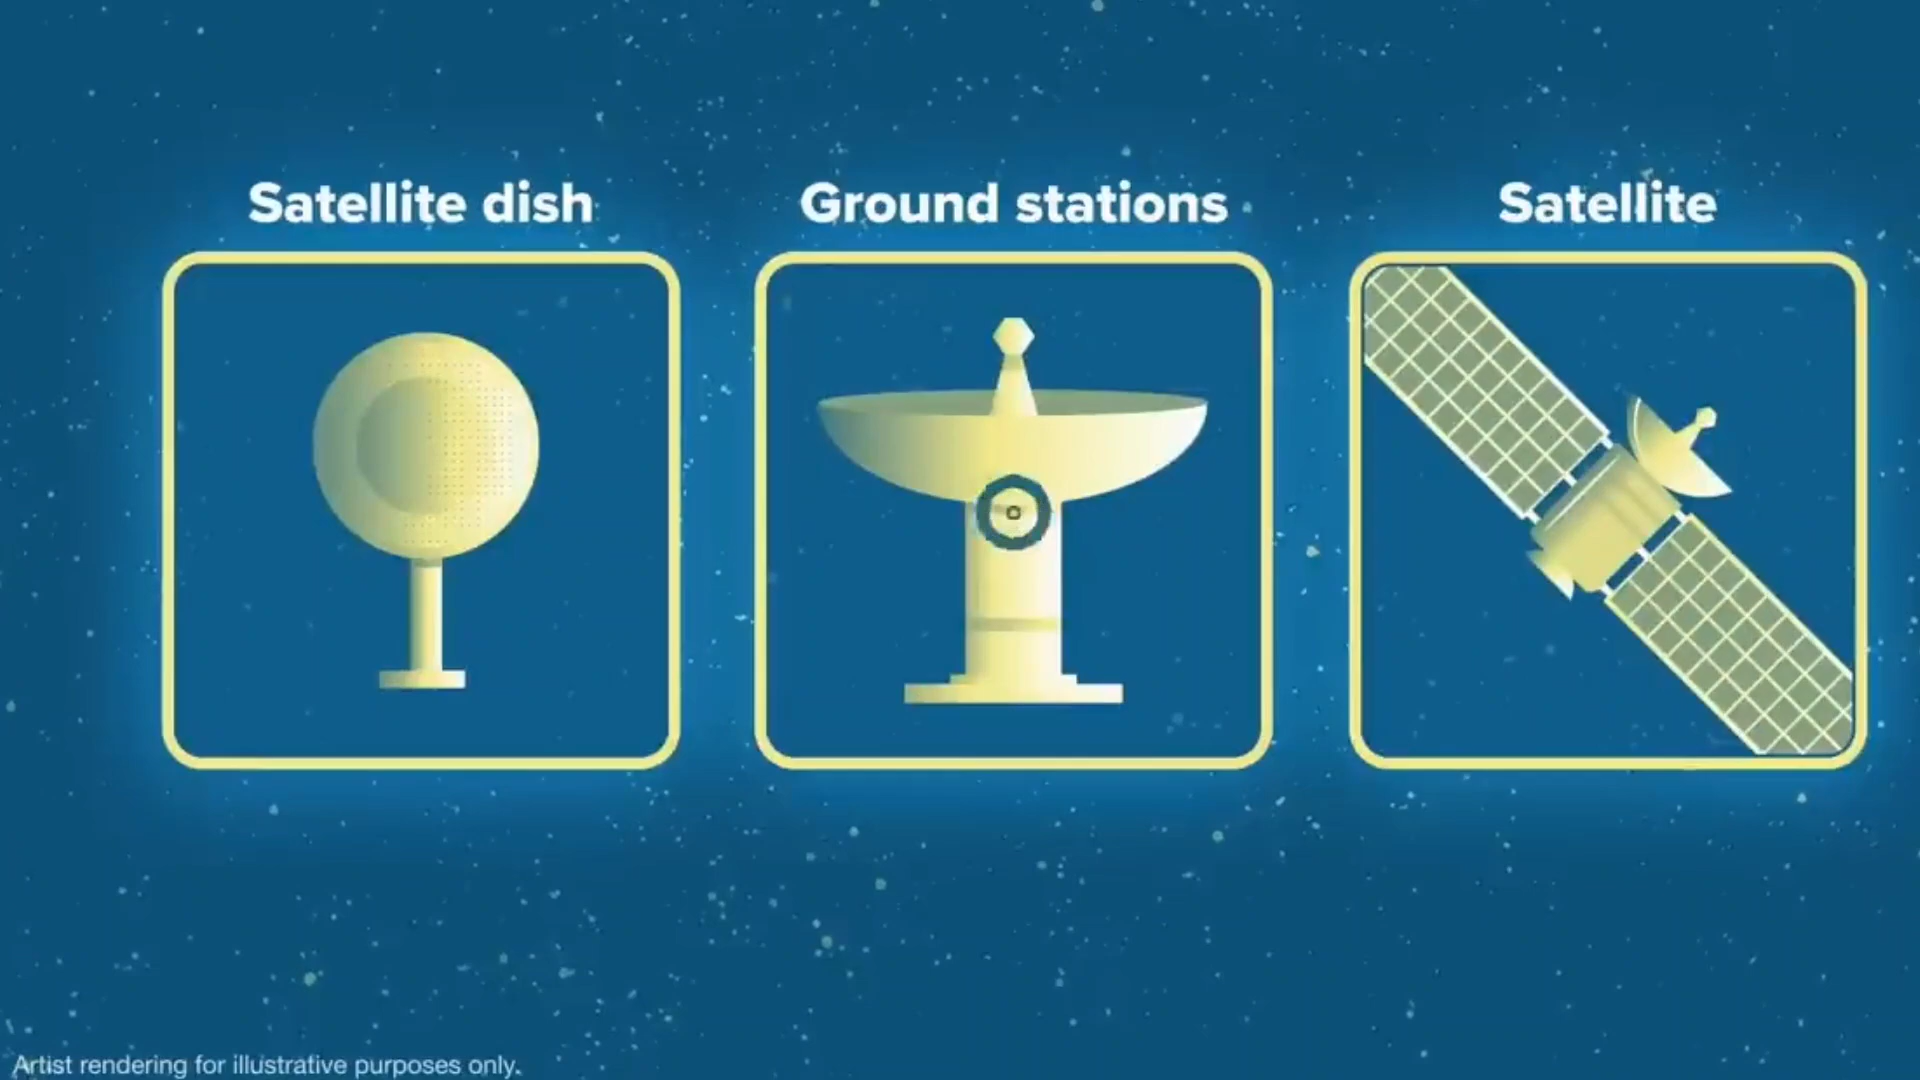 Satellite dish
Ground stations
Satellite
Artist rendering for illustrative purposes only.